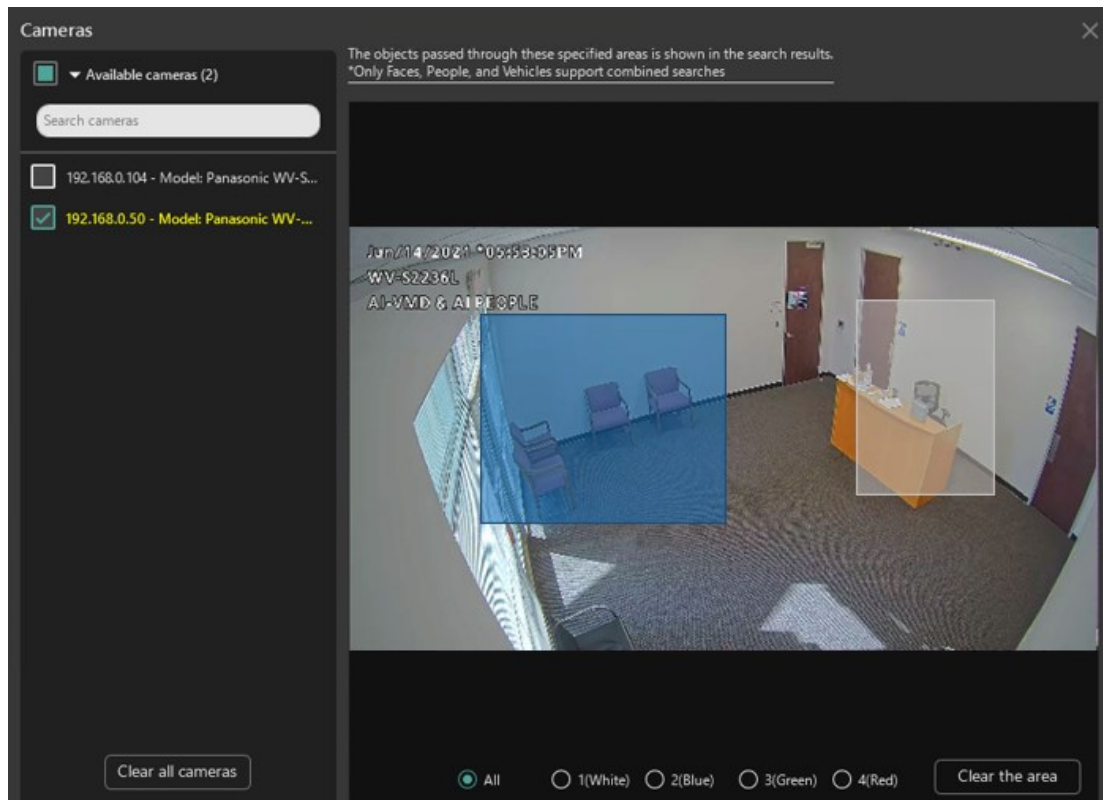 Cameras
Available cameras (2)
Search cameras
192.168.0.104 - Model: Panasonic WV-S...
192.168.0.50 - Model: Panasonic WV-...
Clear all cameras
The objects passed through these specified areas is shown in the search results.
*Only Faces, People, and Vehicles support combined searches
Jun/14/2021 05:53:05PM
WV-S2236L
AI-VMD & AI PEOPLE
All
1(White)
2(Blue)
3(Green)
4(Red)
Clear the area